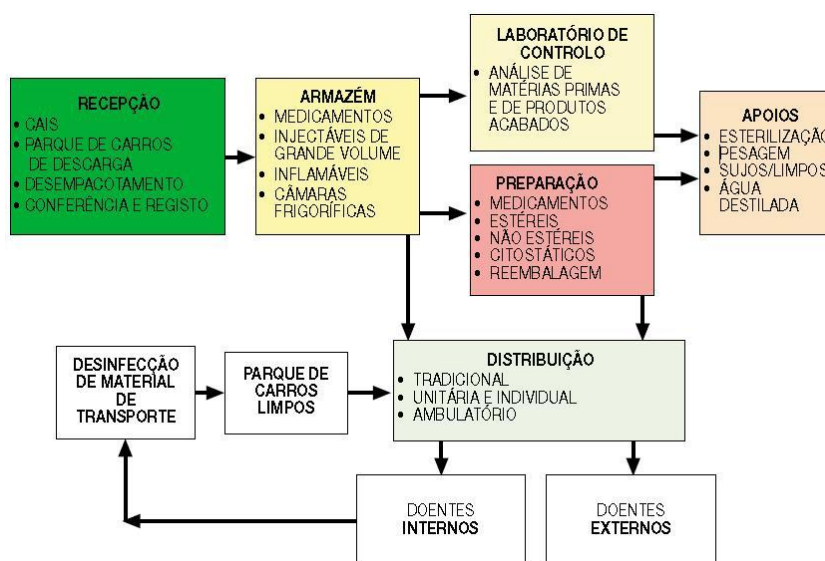 RECEPÇÃO
• CAIS
• PARQUE DE CARROS
DE DESCARGA
• DESEMPACOTAMENTO
• CONFERÊNCIA E REGISTO
ARMAZÉM
• MEDICAMENTOS
• INJECTÁVEIS DE
GRANDE VOLUME
• INFLAMÁVEIS
• CÂMARAS
FRIGORÍFICAS
LABORATÓRIO DE
CONTROLO
• ANÁLISE DE
MATÉRIAS PRIMAS
E DE PRODUTOS
ACABADOS
PREPARAÇÃO
• MEDICAMENTOS
• ESTÉREIS
• NÃO ESTÉREIS
• CITOSTÁTICOS
• REEMBALAGEM
APOIOS
• ESTERILIZAÇÃO
• PESAGEM
• SUJOS/LIMPOS
• ÁGUA
DESTILADA
DESINFECÇÃO
DE MATERIAL
DE
TRANSPORTE
PARQUE DE
CARROS
LIMPOS
DISTRIBUIÇÃO
• TRADICIONAL
• UNITÁRIA E INDIVIDUAL
• AMBULATÓRIO
DOENTES
INTERNOS
DOENTES
EXTERNOS